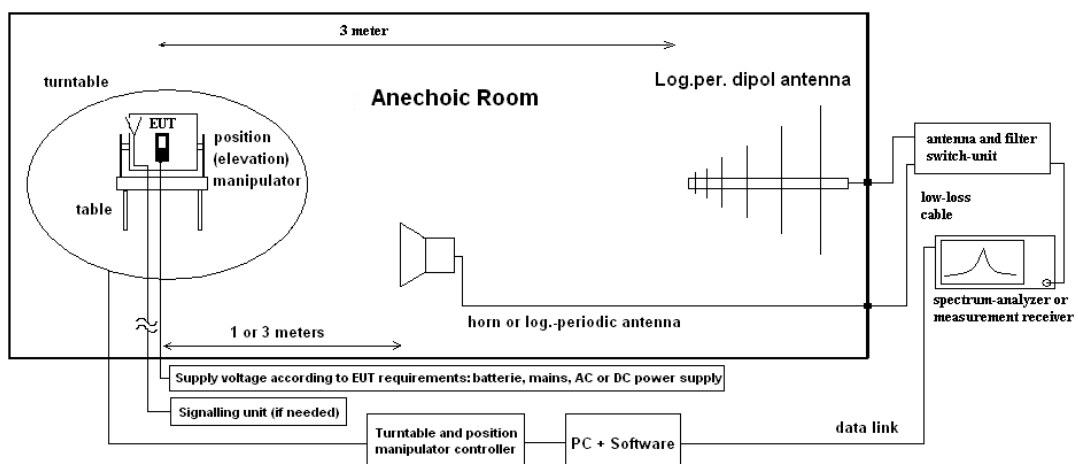 3 meter
turntable
Log.per. dipol antenna
Anechoic Room
EUT
position
(elevation)
manipulator
table
antenna and filter
switch-unit
low-loss
cable
spectrum-analyzer or
measurement receiver
horn or log.-periodic antenna
1 or 3 meters
Supply voltage according to EUT requirements: batterie, mains, AC or DC power supply
Signalling unit (if needed)
Turntable and position
manipulator controller
PC + Software
data link